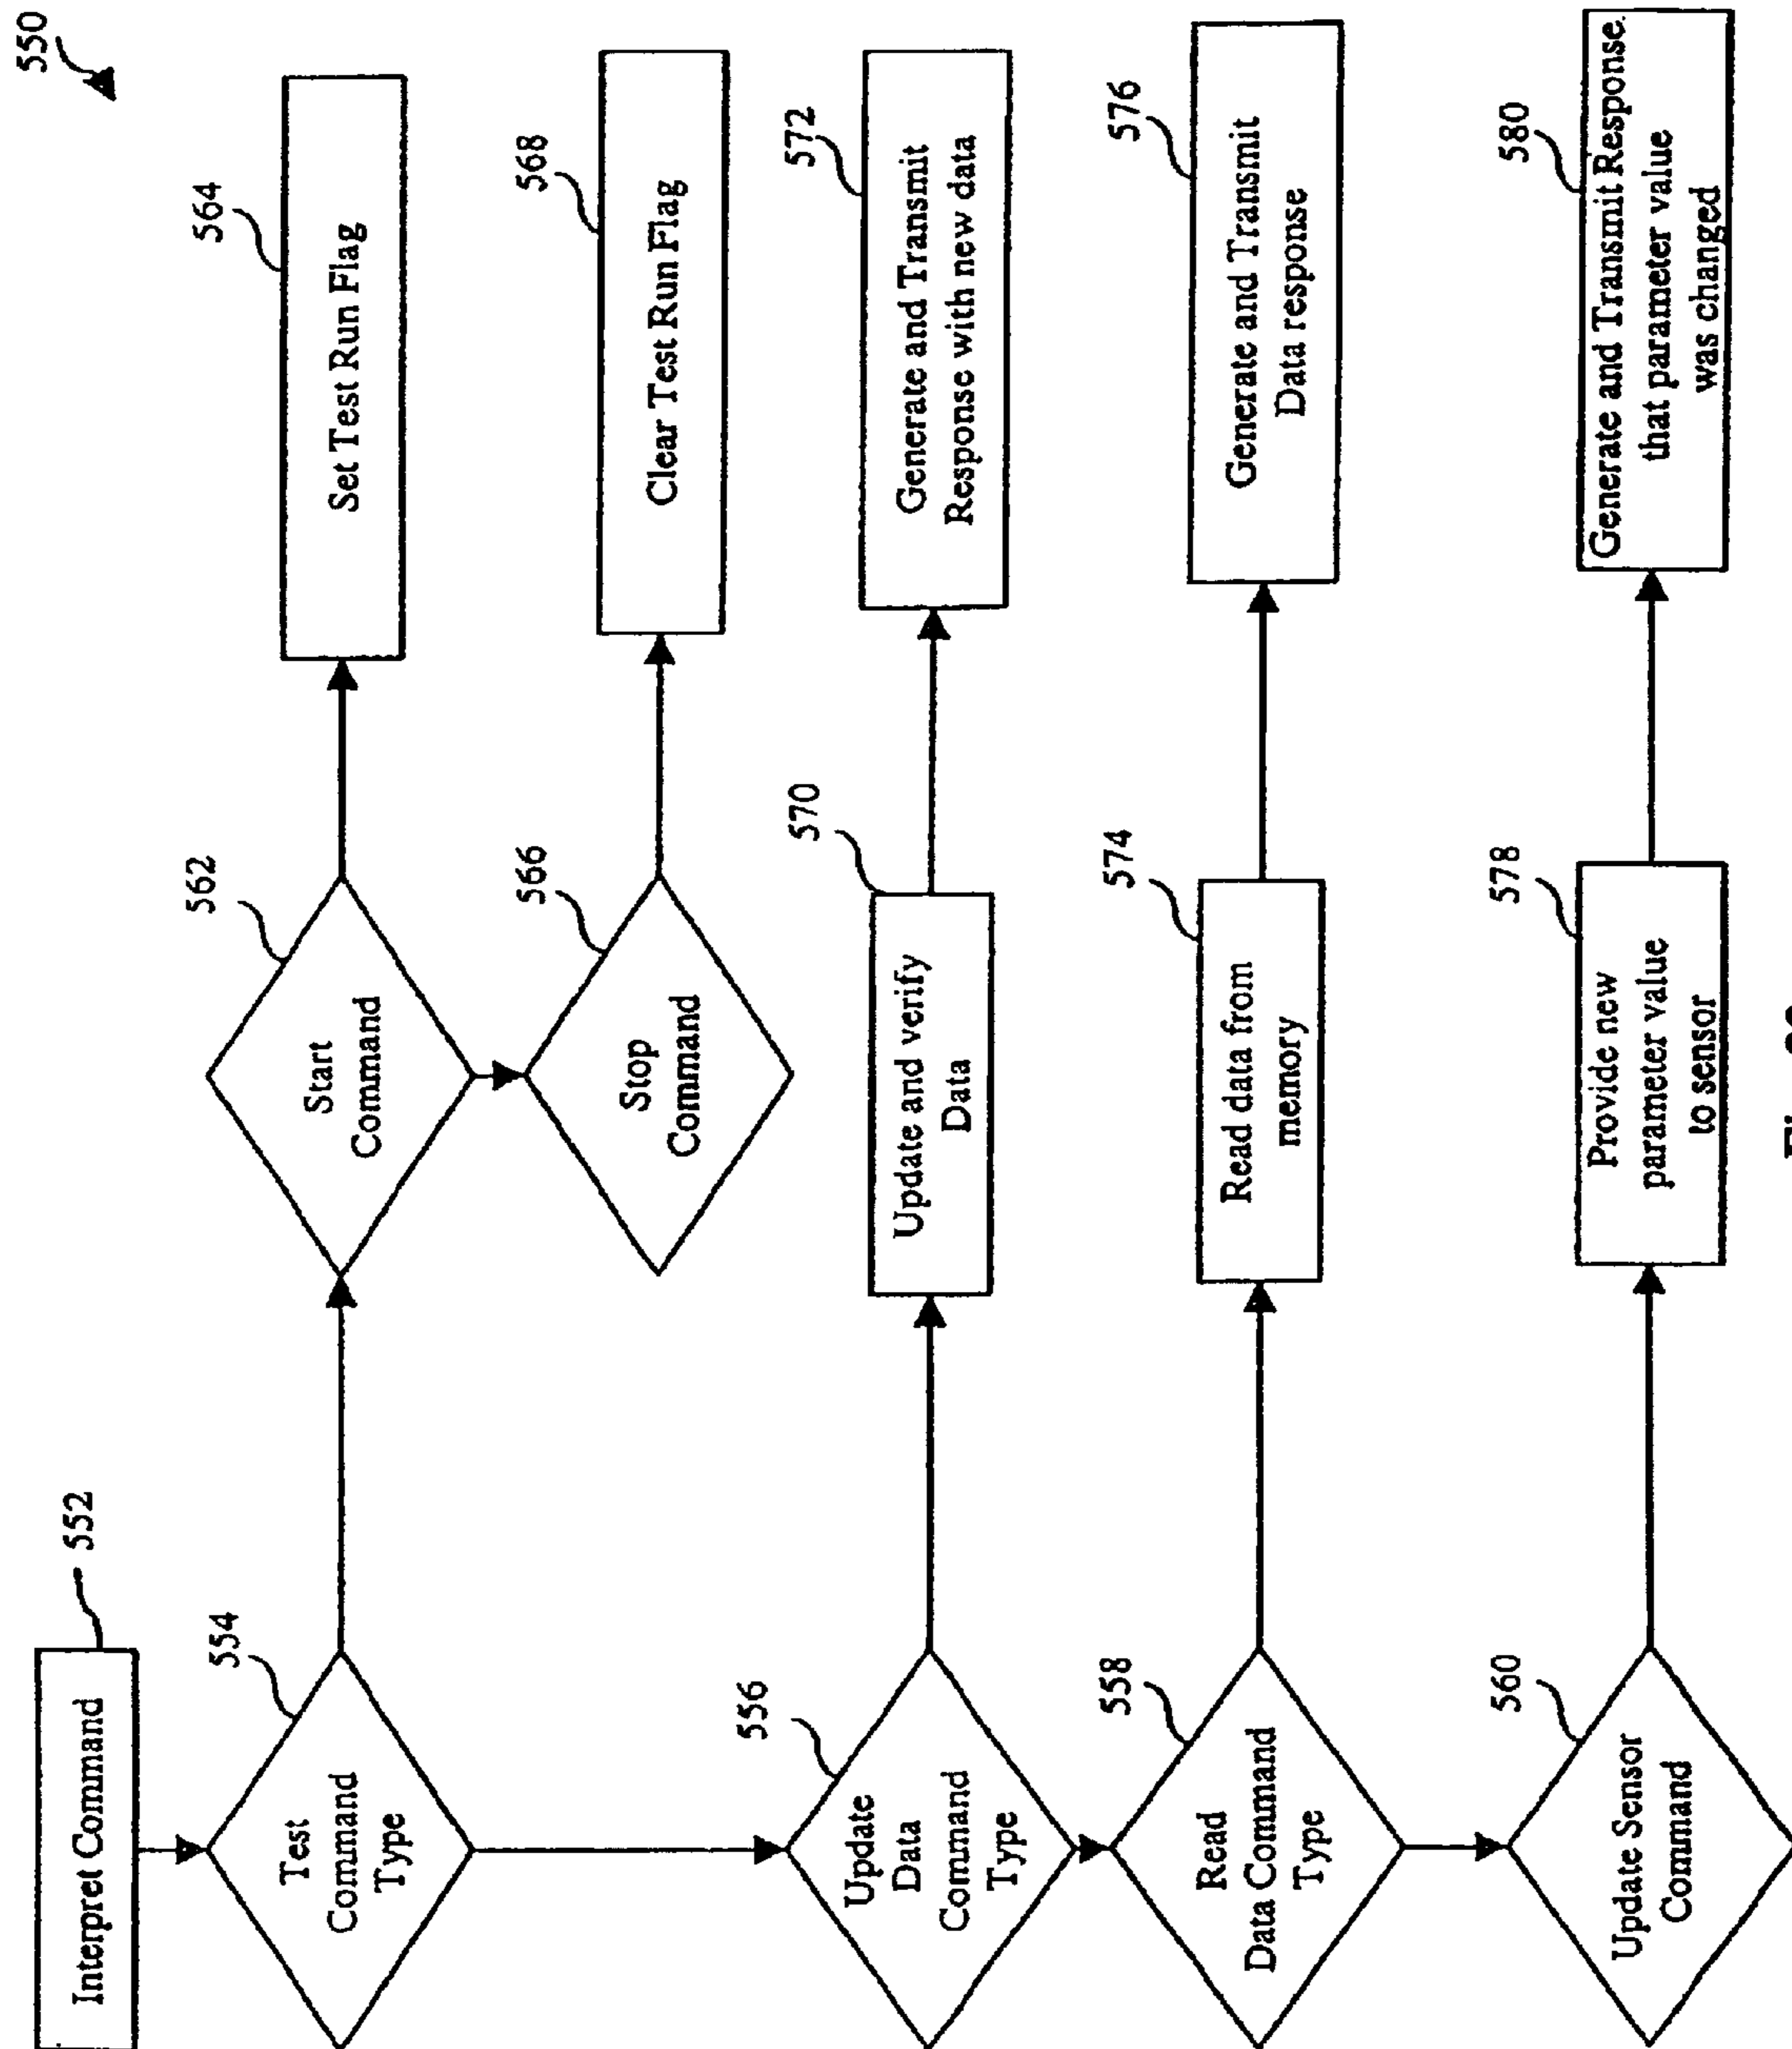 550
Interpret Command
552
Test
Command
Type
554
Start
Command
562
Set Test Run Flag
564
Stop
Command
566
Clear Test Run Flag
568
Update
Data
Command
Type
556
Update and verify
Data
570
Generate and Transmit
Response with new data
572
Read
Data Command
Type
558
Read data from
memory
574
Generate and Transmit
Data response
576
Update Sensor
Command
560
Provide new
parameter value
to sensor
578
Generate and Transmit Response
that parameter value
was changed
580